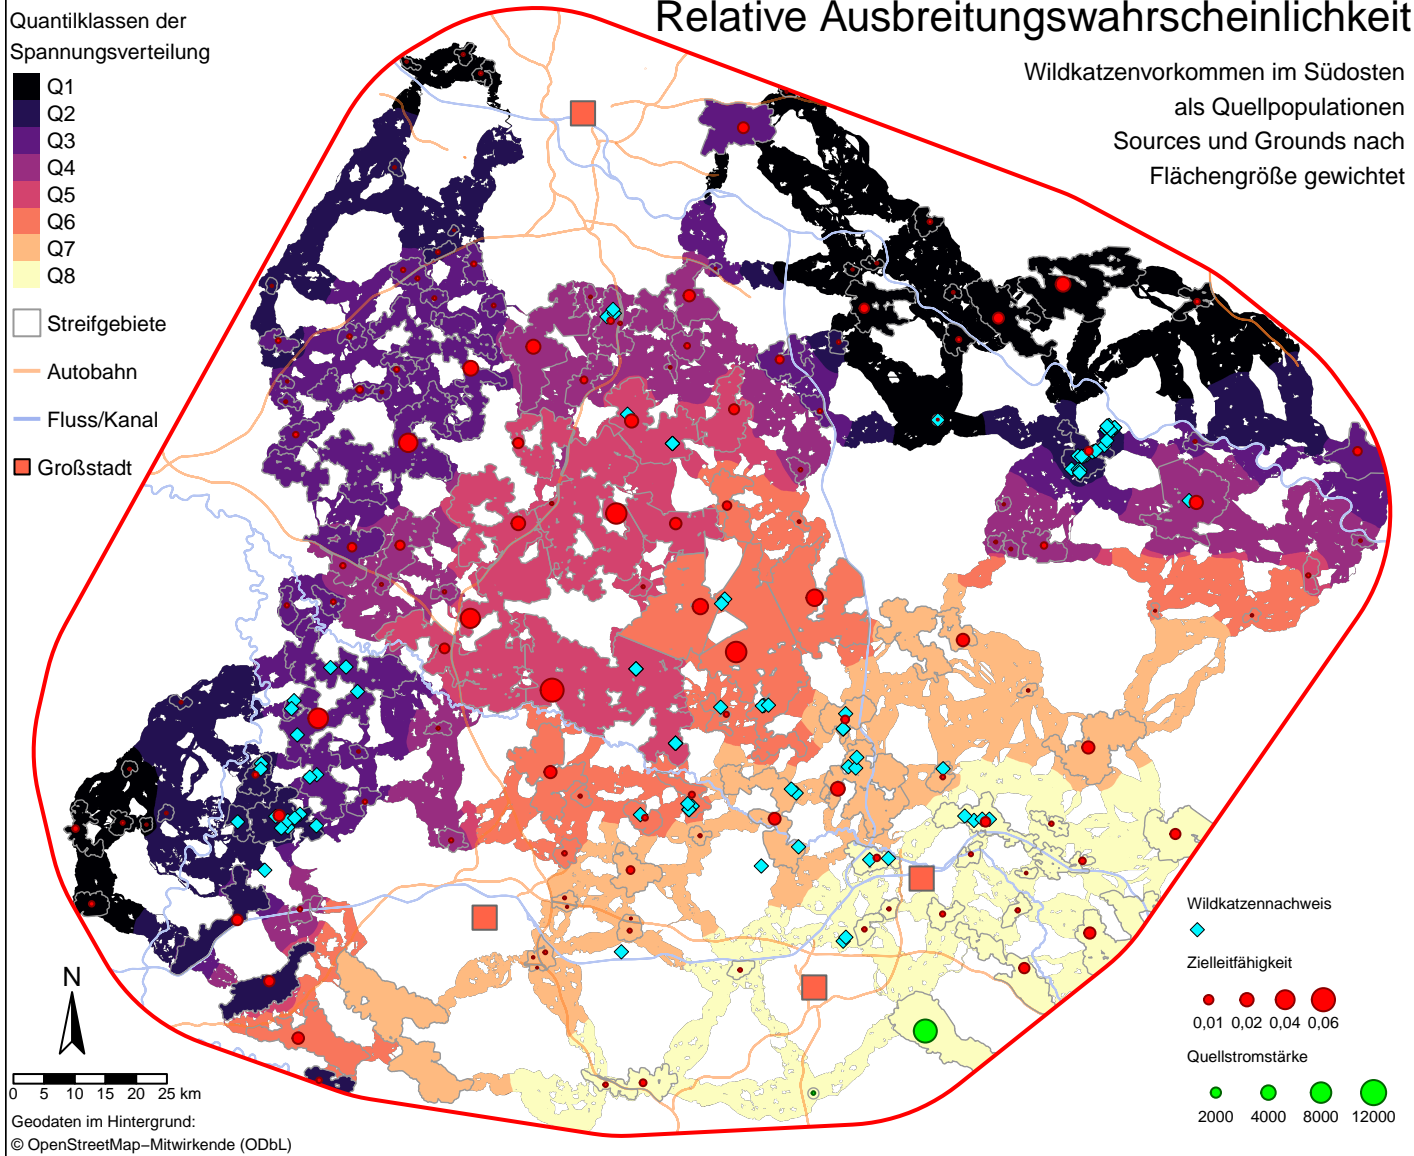 Relative Ausbreitungswahrscheinlichkeit
Wildkatzenvorkommen im Südosten
als Quellpopulationen
Sources und Grounds nach
Flächengröße gewichtet
Quantilklassen der
Spannungsverteilung
Q1
Q2
Q3
Q4
Q5
Q6
Q7
Q8
Streifgebiete
Autobahn
Fluss/Kanal
Großstadt
N
0 5 10 15 20 25 km
Geodaten im Hintergrund:
© OpenStreetMap−Mitwirkende (ODbL)
Wildkatzennachweis
Zielleitfähigkeit
0,01 0,02 0,04 0,06
Quellstromstärke
2000 4000 8000 12000